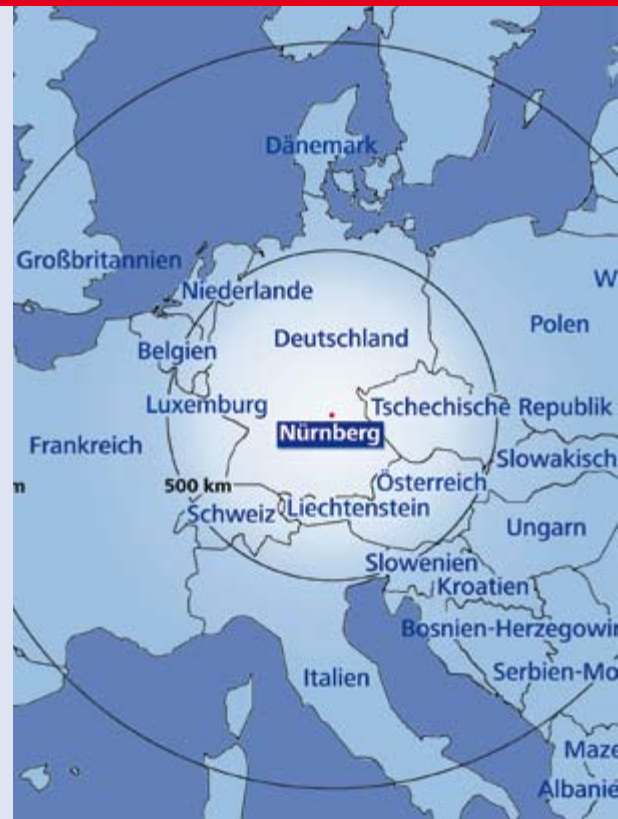 Dänemark
Großbritannien
Niederlande
W
Polen
Deutschland
Belgien
Luxemburg
Tschechische Republik
Nürnberg
Frankreich
Slowakisch
m
500 km
Österreich
Schweiz
Liechtenstein
Ungarn
Slowenien
Kroatien
Bosnien-Herzegowin
Italien
Serbien-Mo
Maze
Albanie